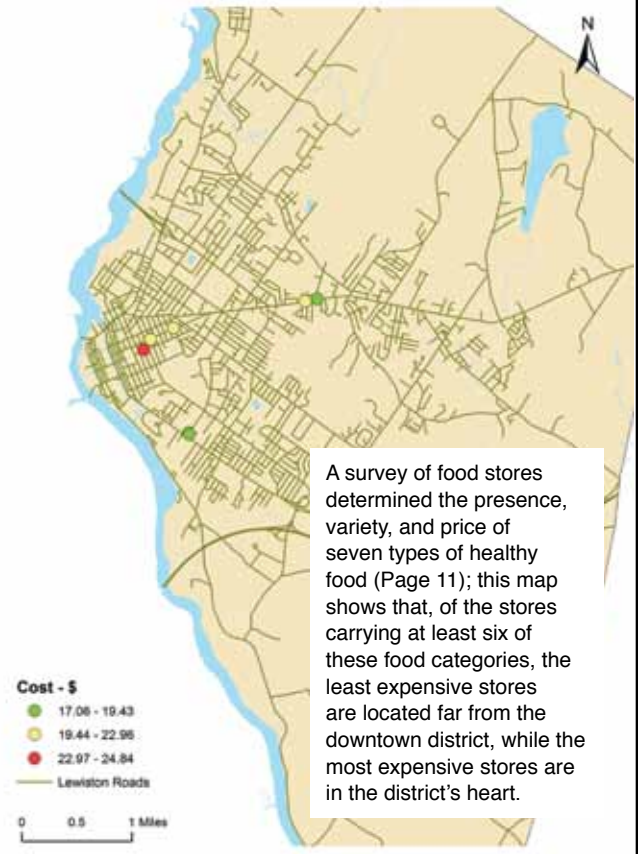 N
A survey of food stores
determined the presence,
variety, and price of
seven types of healthy
food (Page 11); this map
shows that, of the stores
carrying at least six of
these food categories, the
least expensive stores
are located far from the
downtown district, while the
most expensive stores are
in the district's heart.
Cost - $
17.06 - 19.43
19.44 - 22.96
22.97 - 24.84
Lewiston Roads
0 0.5 1 Miles